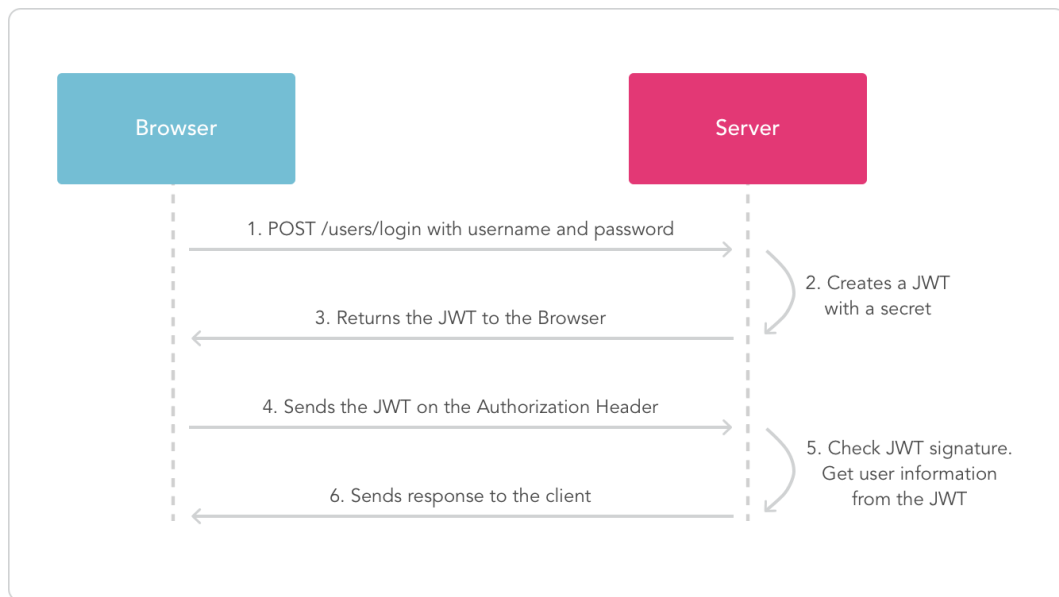 Browser
Server
1. POST /users/login with username and password
2. Creates a JWT
with a secret
3. Returns the JWT to the Browser
4. Sends the JWT on the Authorization Header
5. Check JWT signature.
Get user information
from the JWT
6. Sends response to the client